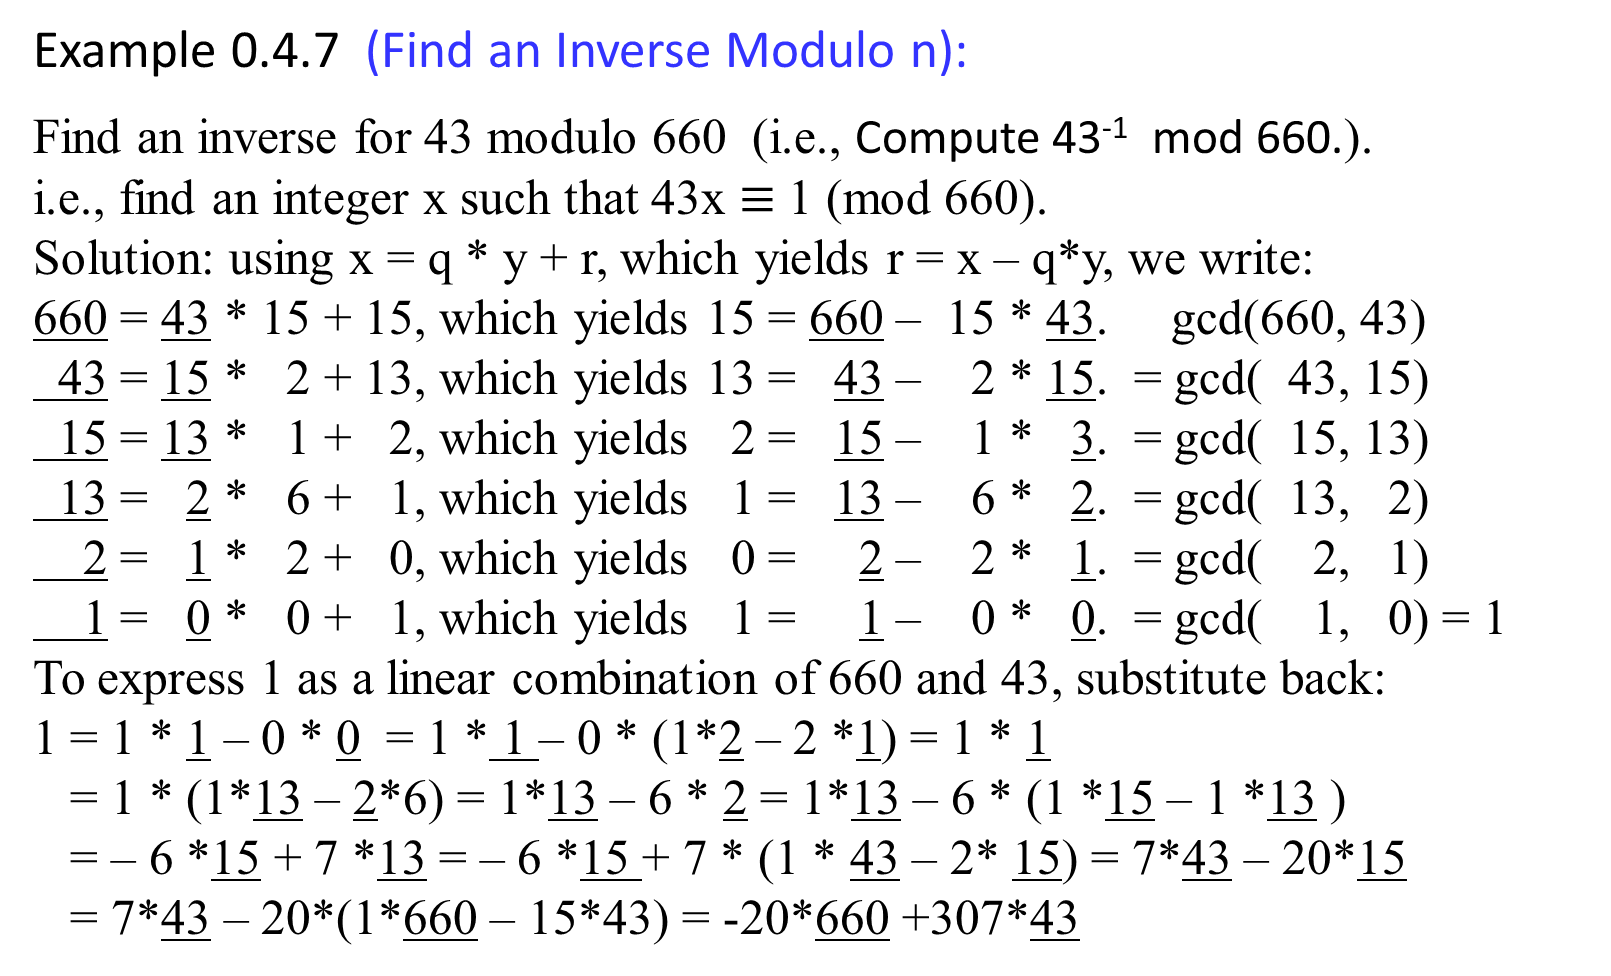 Example 0.4.7 (Find an Inverse Modulo n):
Find an inverse for 43 modulo 660 (i.e., Compute 43⁻¹ mod 660.).
i.e., find an integer x such that 43x ≡ 1 (mod 660).
Solution: using x = q * y + r, which yields r = x – q*y, we write:
660 = 43 * 15 + 15, which yields 15 = 660 – 15 * 43. gcd(660, 43)
43 = 15 * 2 + 13, which yields 13 = 43 – 2 * 15. = gcd( 43, 15)
15 = 13 * 1 + 2, which yields 2 = 15 – 1 * 3. = gcd( 15, 13)
13 = 2 * 6 + 1, which yields 1 = 13 – 6 * 2. = gcd( 13, 2)
2 = 1 * 2 + 0, which yields 0 = 2 – 2 * 1. = gcd( 2, 1)
1 = 0 * 0 + 1, which yields 1 = 1 – 0 * 0. = gcd( 1, 0) = 1
To express 1 as a linear combination of 660 and 43, substitute back:
1 = 1 * 1 – 0 * 0 = 1 * 1 – 0 * (1*2 – 2 *1) = 1 * 1
= 1 * (1*13 – 2*6) = 1*13 – 6 * 2 = 1*13 – 6 * (1 *15 – 1 *13 )
= – 6 *15 + 7 *13 = – 6 *15 + 7 * (1 * 43 – 2* 15) = 7*43 – 20*15
= 7*43 – 20*(1*660 – 15*43) = -20*660 +307*43